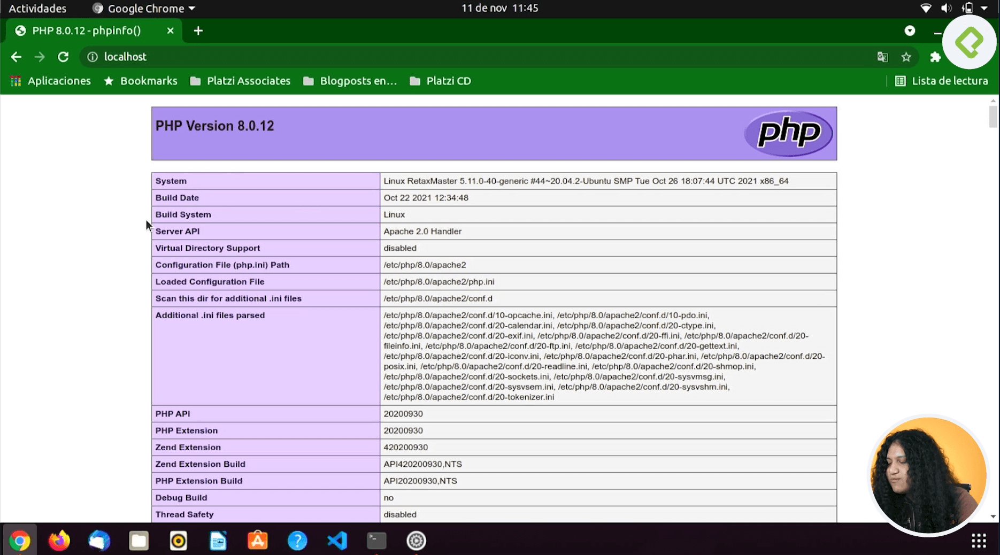 Actividades
Google Chrome
11 de nov 11:45
PHP 8.0.12 - phpinfo()
localhost
Aplicaciones
Bookmarks
Platzi Associates
Blogposts en...
Platzi CD
Lista de lectura
PHP Version 8.0.12
php
System Linux RetaxMaster 5.11.0-40-generic #44~20.04.2-Ubuntu SMP Tue Oct 26 18:07:44 UTC 2021 x86_64
Build Date Oct 22 2021 12:34:48
Build System Linux
Server API Apache 2.0 Handler
Virtual Directory Support disabled
Configuration File (php.ini) Path /etc/php/8.0/apache2
Loaded Configuration File /etc/php/8.0/apache2/php.ini
Scan this dir for additional .ini files /etc/php/8.0/apache2/conf.d
Additional .ini files parsed /etc/php/8.0/apache2/conf.d/10-opcache.ini, /etc/php/8.0/apache2/conf.d/10-pdo.ini,
/etc/php/8.0/apache2/conf.d/20-calendar.ini, /etc/php/8.0/apache2/conf.d/20-ctype.ini,
/etc/php/8.0/apache2/conf.d/20-exif.ini, /etc/php/8.0/apache2/conf.d/20-ffi.ini, /etc/php/8.0/apache2/conf.d/20-
fileinfo.ini, /etc/php/8.0/apache2/conf.d/20-ftp.ini, /etc/php/8.0/apache2/conf.d/20-gettext.ini,
/etc/php/8.0/apache2/conf.d/20-iconv.ini, /etc/php/8.0/apache2/conf.d/20-phar.ini, /etc/php/8.0/apache2/conf.d/20-
posix.ini, /etc/php/8.0/apache2/conf.d/20-readline.ini, /etc/php/8.0/apache2/conf.d/20-shmop.ini,
/etc/php/8.0/apache2/conf.d/20-sockets.ini, /etc/php/8.0/apache2/conf.d/20-sysvmsg.ini,
/etc/php/8.0/apache2/conf.d/20-sysvsem.ini, /etc/php/8.0/apache2/conf.d/20-sysvshm.ini,
/etc/php/8.0/apache2/conf.d/20-tokenizer.ini
PHP API 20200930
PHP Extension 20200930
Zend Extension 420200930
Zend Extension Build API420200930,NTS
PHP Extension Build API20200930,NTS
Debug Build no
Thread Safety disabled